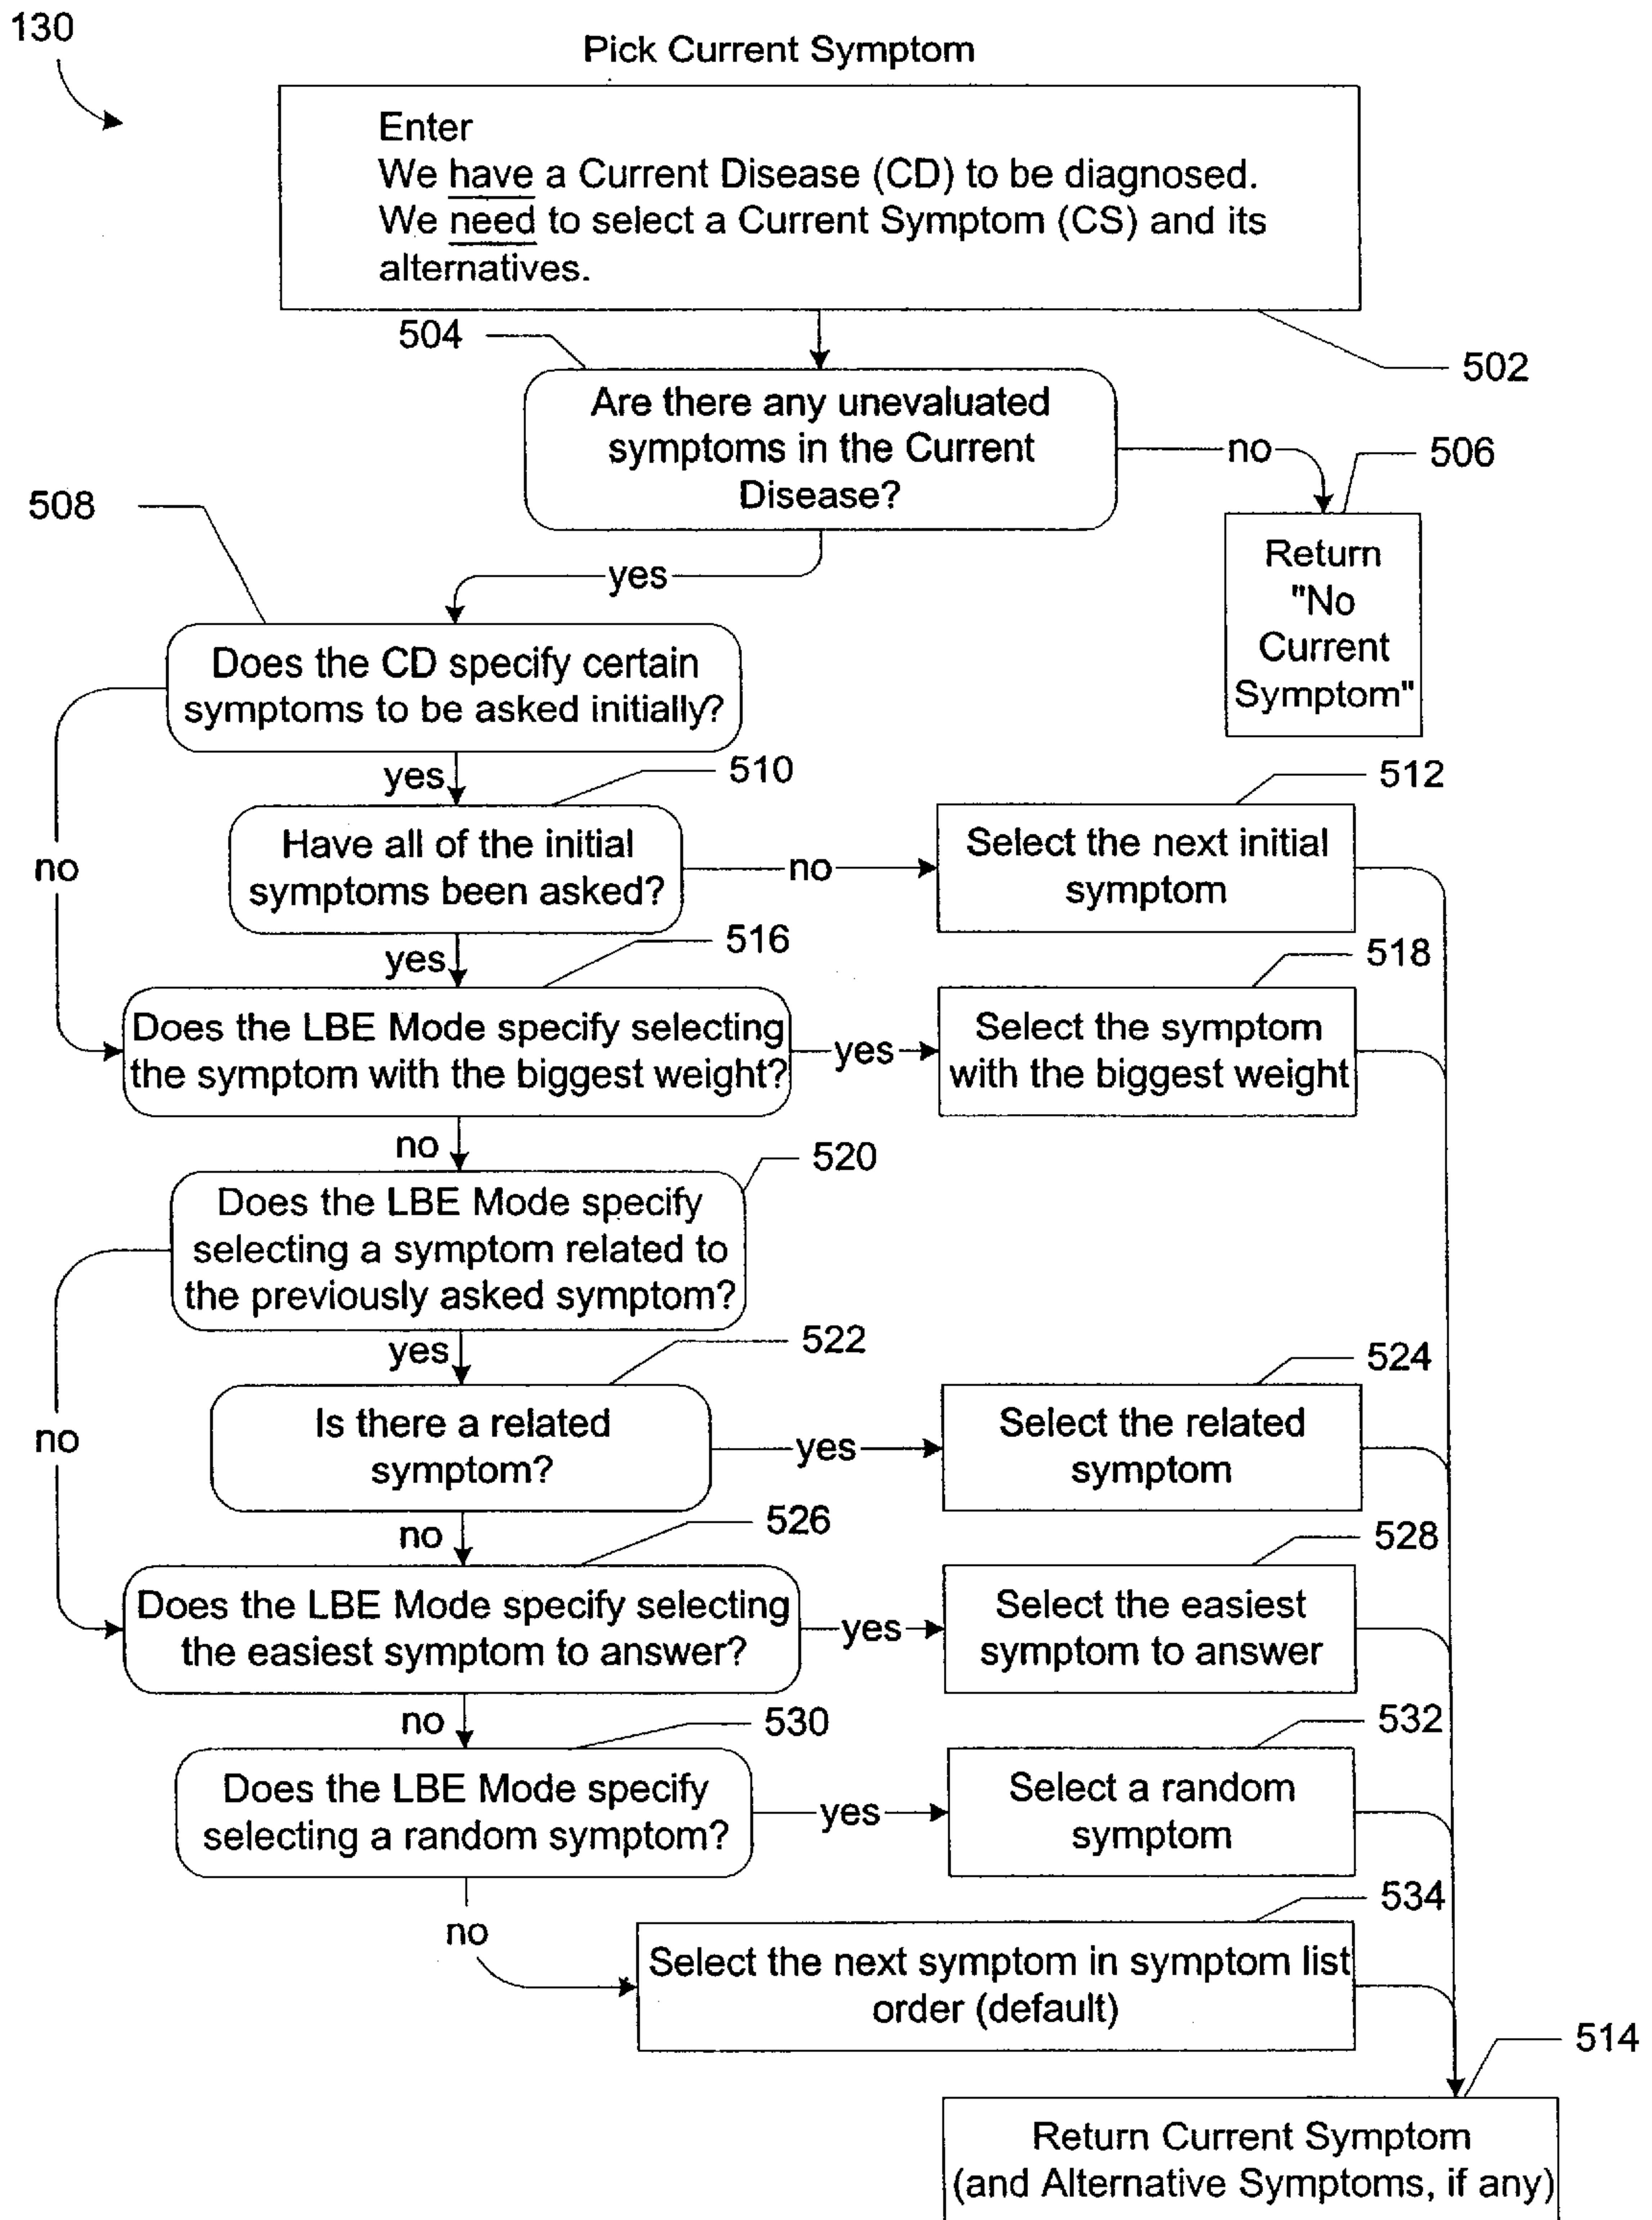 130
Pick Current Symptom
Enter
We have a Current Disease (CD) to be diagnosed.
We need to select a Current Symptom (CS) and its
alternatives.
504
502
Are there any unevaluated
symptoms in the Current
Disease?
no
506
Return
"No
Current
Symptom"
508
yes
Does the CD specify certain
symptoms to be asked initially?
no
yes
510
512
Have all of the initial
symptoms been asked?
no
Select the next initial
symptom
yes
516
518
Does the LBE Mode specify selecting
the symptom with the biggest weight?
yes
Select the symptom
with the biggest weight
no
520
Does the LBE Mode specify
selecting a symptom related to
the previously asked symptom?
no
yes
522
524
Is there a related
symptom?
yes
Select the related
symptom
no
526
528
Does the LBE Mode specify selecting
the easiest symptom to answer?
yes
Select the easiest
symptom to answer
no
530
532
Does the LBE Mode specify
selecting a random symptom?
yes
Select a random
symptom
no
534
Select the next symptom in symptom list
order (default)
514
Return Current Symptom
(and Alternative Symptoms, if any)